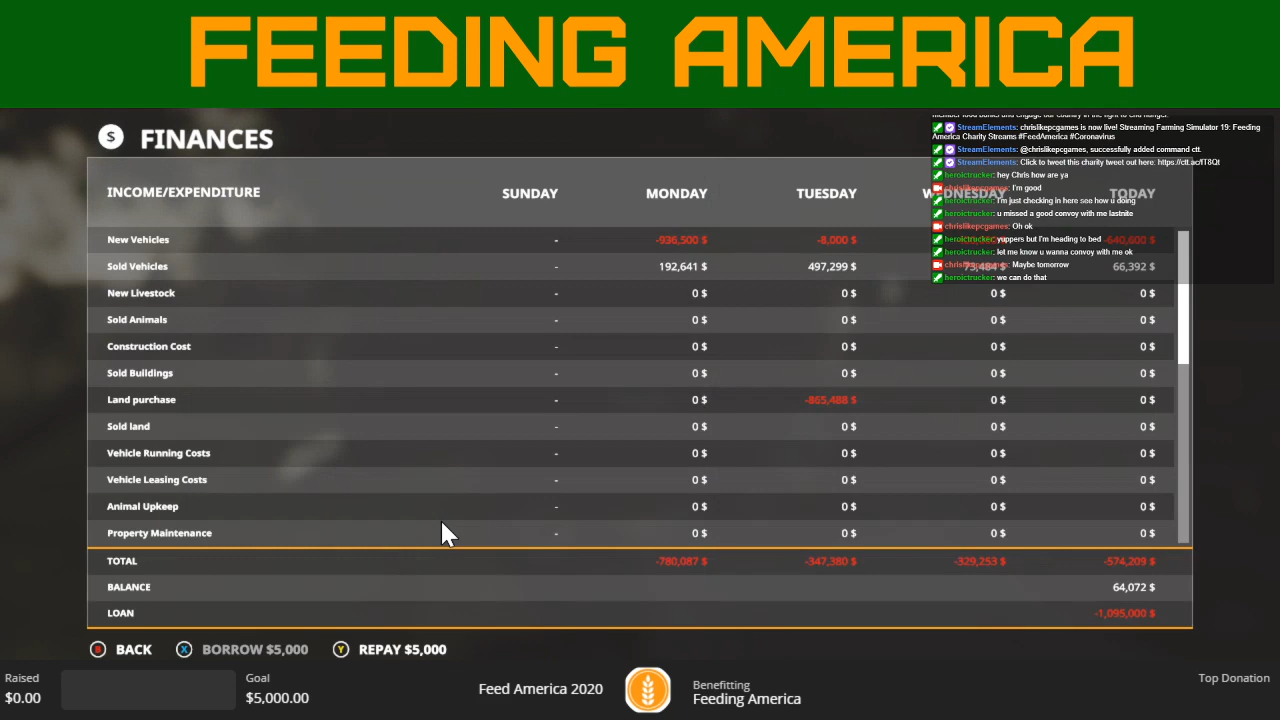 FEEDING AMERICA
S FINANCES
StreamElements: chrislikepcgames is now live! Streaming Farming Simulator 19: Feeding
America Charity Streams #FeedAmerica #Coronavirus
StreamElements: @chrislikepcgames, successfully added command ctt.
StreamElements: Click to tweet this charity tweet out here: https://ctt.ac/fT8Qt
heroictrucker: hey Chris how are ya
chrislikepcgames: I'm good
heroictrucker: I'm just checking in here see how u doing
heroictrucker: u missed a good convoy with me lastnite
chrislikepcgames: Oh ok
heroictrucker: yuppers but I'm heading to bed
heroictrucker: let me know u wanna convoy with me ok
chrislikepcgames: Maybe tomorrow
heroictrucker: we can do that
INCOME/EXPENDITURE SUNDAY MONDAY TUESDAY WEDNESDAY TODAY
New Vehicles - -936,500 $ -8,000 $ -640,600 $
Sold Vehicles - 192,641 $ 497,299 $ 73,484 $ 66,392 $
New Livestock - 0 $ 0 $ 0 $ 0 $
Sold Animals - 0 $ 0 $ 0 $ 0 $
Construction Cost - 0 $ 0 $ 0 $ 0 $
Sold Buildings - 0 $ 0 $ 0 $ 0 $
Land purchase - 0 $ -865,488 $ 0 $ 0 $
Sold land - 0 $ 0 $ 0 $ 0 $
Vehicle Running Costs - 0 $ 0 $ 0 $ 0 $
Vehicle Leasing Costs - 0 $ 0 $ 0 $ 0 $
Animal Upkeep - 0 $ 0 $ 0 $ 0 $
Property Maintenance - 0 $ 0 $ 0 $ 0 $
TOTAL -780,087 $ -347,380 $ -329,253 $ -574,209 $
BALANCE 64,072 $
LOAN -1,095,000 $
B BACK X BORROW $5,000 Y REPAY $5,000
Raised Goal Top Donation
$0.00 $5,000.00
Feed America 2020
Benefitting
Feeding America